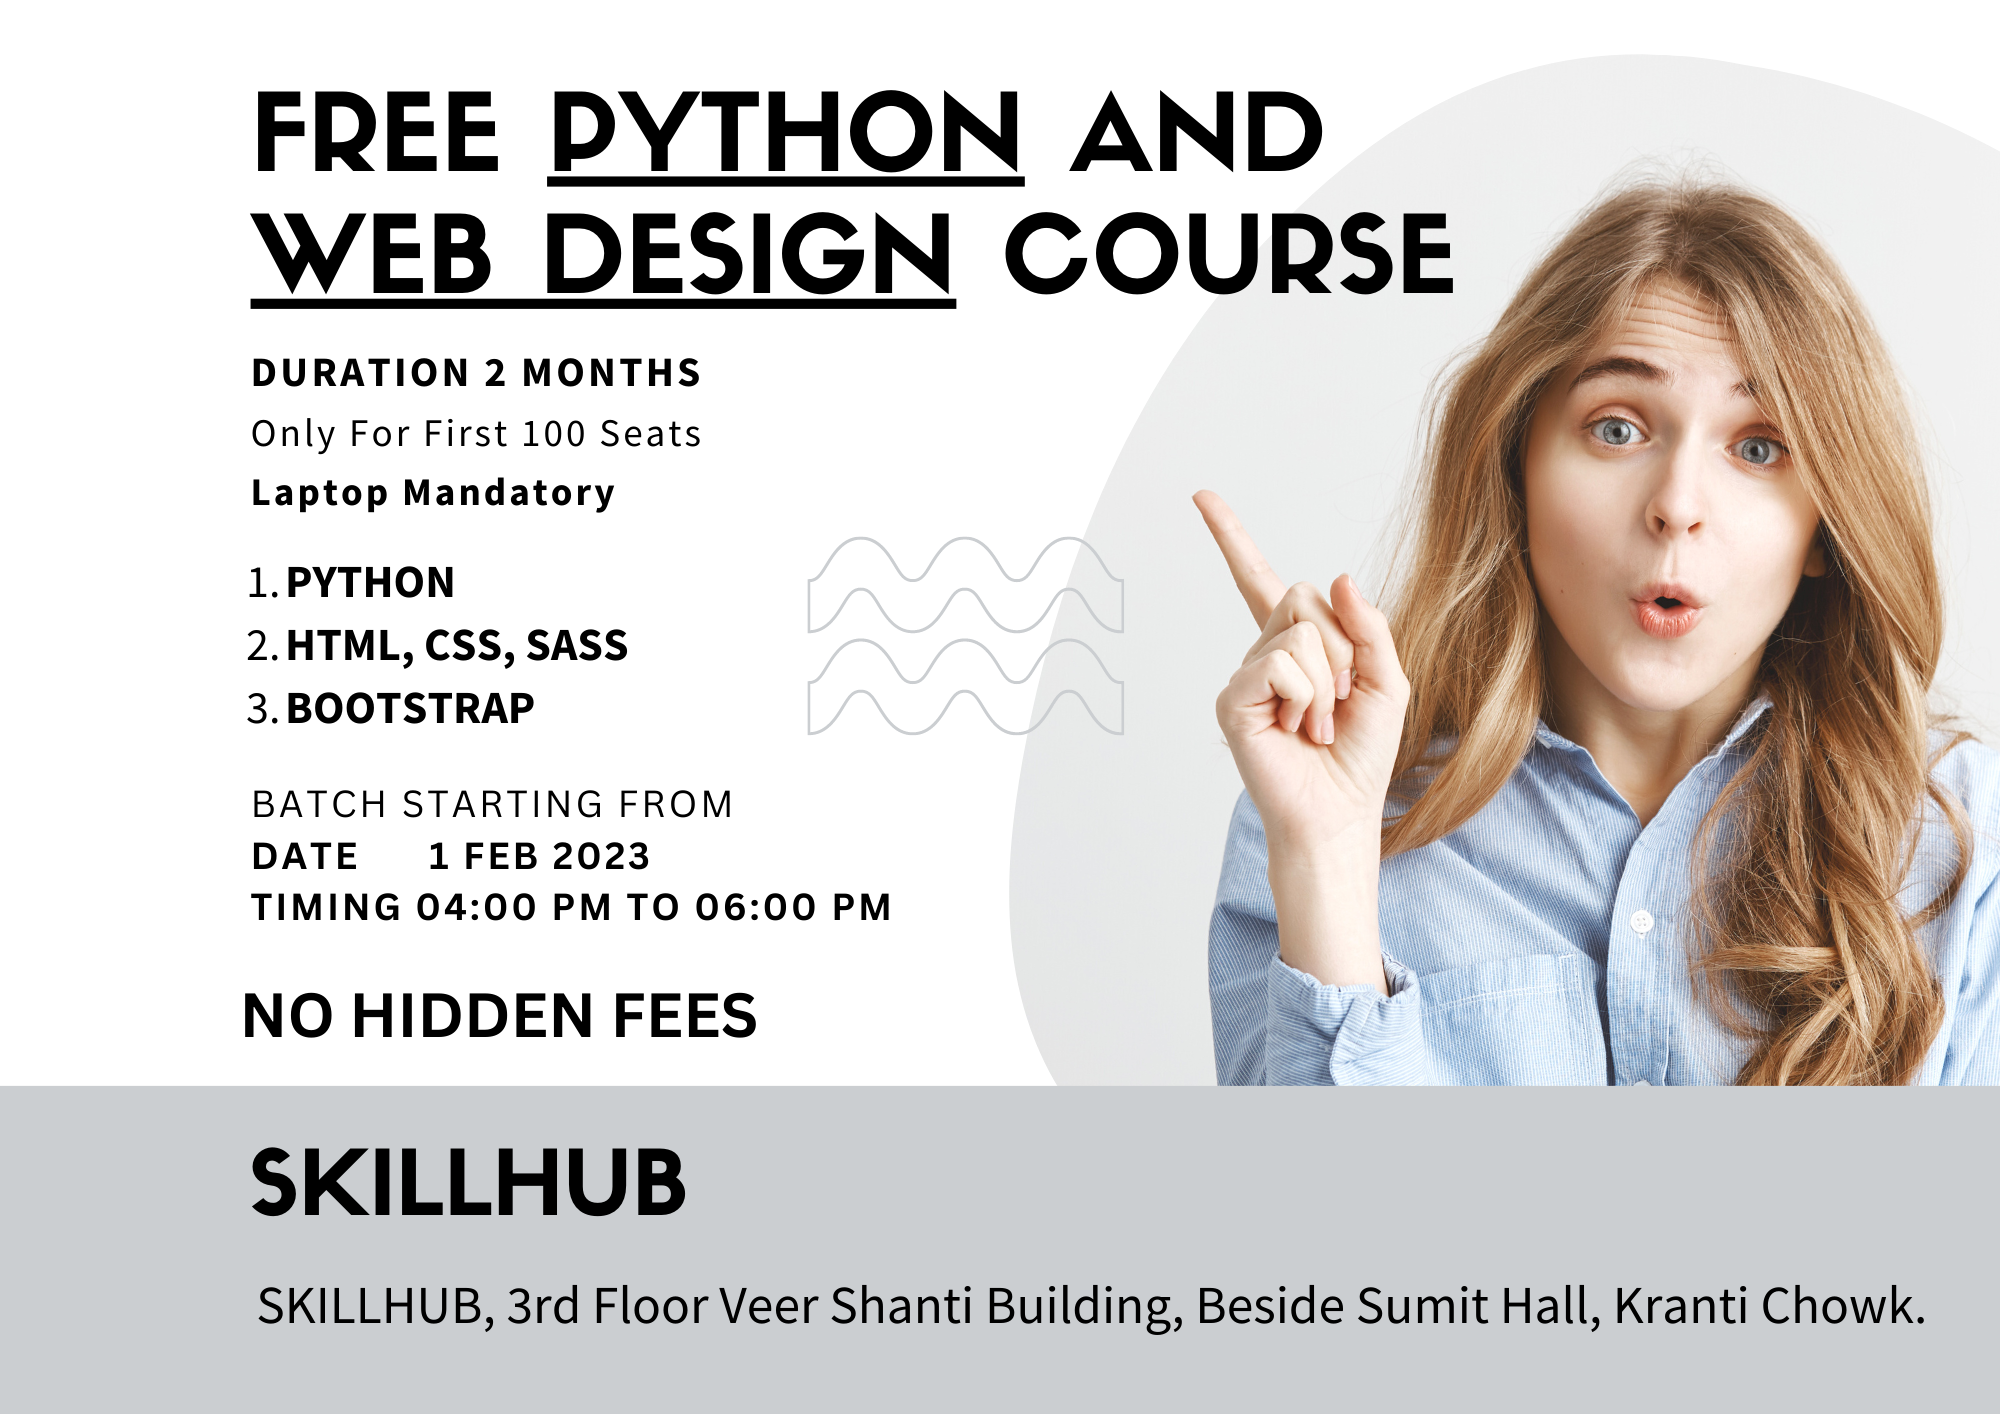 FREE PYTHON AND
WEB DESIGN COURSE
DURATION 2 MONTHS
Only For First 100 Seats
Laptop Mandatory
1. PYTHON
2. HTML, CSS, SASS
3. BOOTSTRAP
BATCH STARTING FROM
DATE 1 FEB 2023
TIMING 04:00 PM TO 06:00 PM
NO HIDDEN FEES
SKILLHUB
SKILLHUB, 3rd Floor Veer Shanti Building, Beside Sumit Hall, Kranti Chowk.